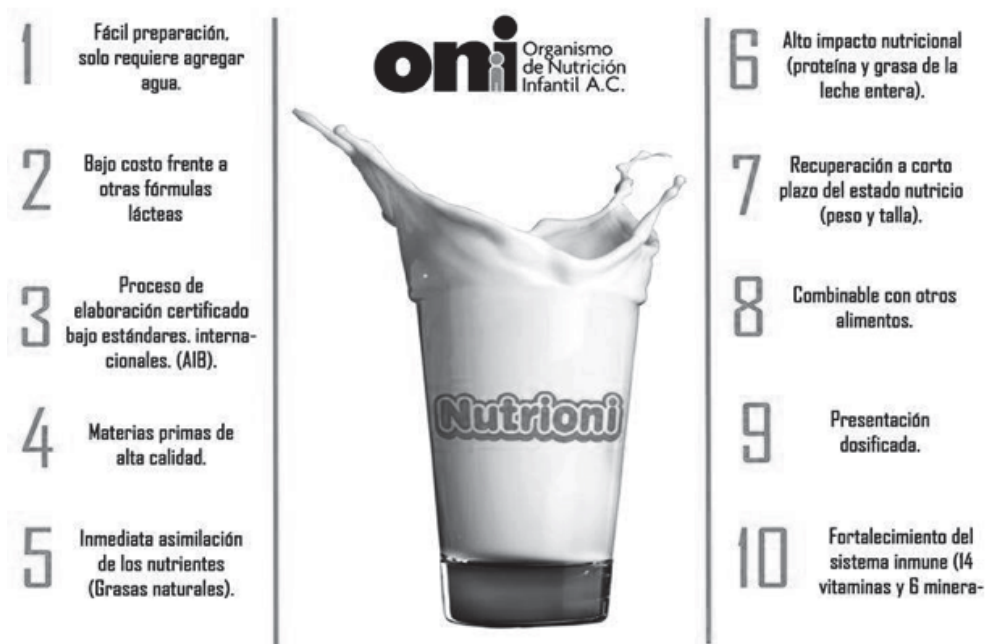 1
Fácil preparación,
solo requiere agregar
agua.
2
Bajo costo frente a
otras fórmulas
lácteas
3
Proceso de
elaboración certificado
bajo estándares. interna-
cionales. (AIB).
4
Materias primas de
alta calidad.
5
Inmediata asimilación
de los nutrientes
(Grasas naturales).
oni
Organismo
de Nutrición
Infantil A.C.
Nutrioni
6
Alto impacto nutricional
(proteína y grasa de la
leche entera).
7
Recuperación a corto
plazo del estado nutricio
(peso y talla).
8
Combinable con otros
alimentos.
9
Presentación
dosificada.
10
Fortalecimiento del
sistema inmune (14
vitaminas y 6 minera-